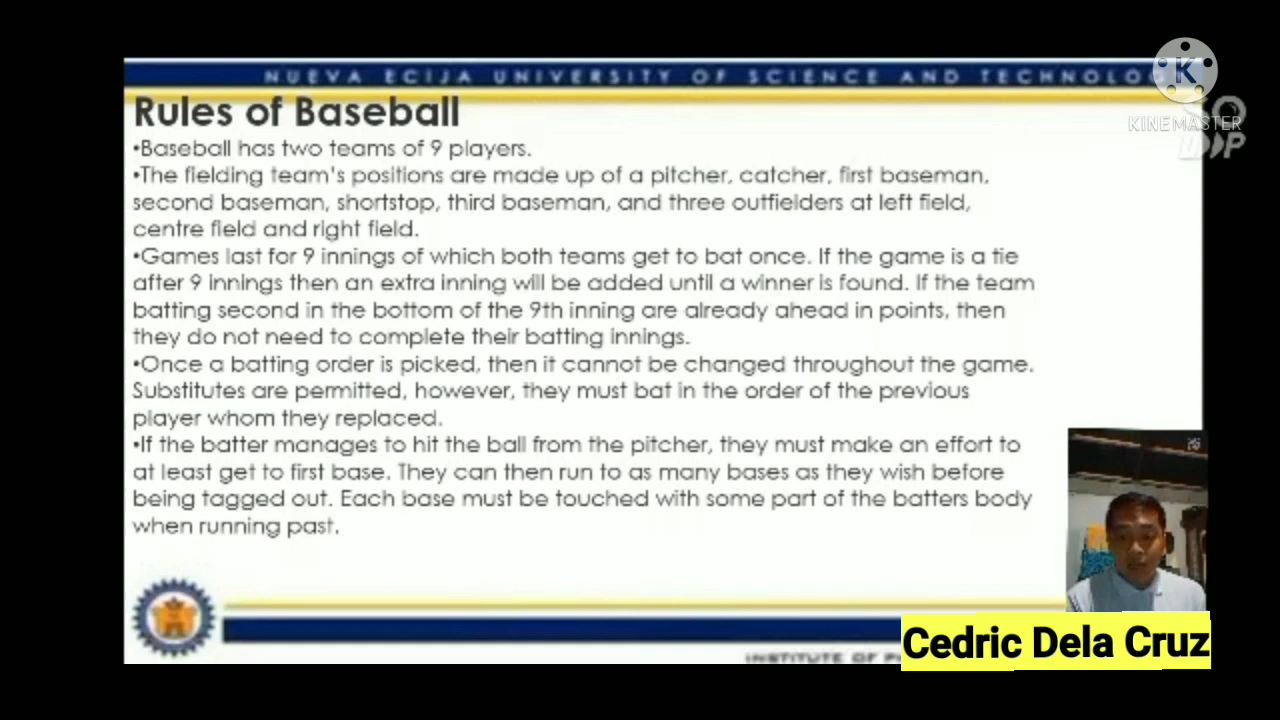 NUEVA ECIJA UNIVERSITY OF SCIENCE AND TECHNOLO
K
KINEMASTER
Rules of Baseball
•Baseball has two teams of 9 players.
•The fielding team's positions are made up of a pitcher, catcher, first baseman,
second baseman, shortstop, third baseman, and three outfielders at left field,
centre field and right field.
•Games last for 9 innings of which both teams get to bat once. If the game is a tie
after 9 innings then an extra inning will be added until a winner is found. If the team
batting second in the bottom of the 9th inning are already ahead in points, then
they do not need to complete their batting innings.
•Once a batting order is picked, then it cannot be changed throughout the game.
Substitutes are permitted, however, they must bat in the order of the previous
player whom they replaced.
•If the batter manages to hit the ball from the pitcher, they must make an effort to
at least get to first base. They can then run to as many bases as they wish before
being tagged out. Each base must be touched with some part of the batters body
when running past.
INSTITUTE OF
Cedric Dela Cruz